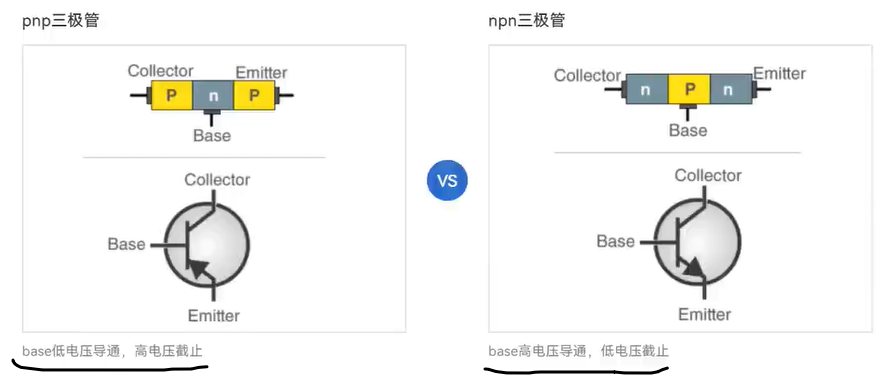 pnp三极管
npn三极管
Collector Emitter
P n P
Base
Collector
Base
Emitter
VS
Collector Emitter
n P n
Base
Collector
Base
Emitter
base低电压导通，高电压截止
base高电压导通，低电压截止